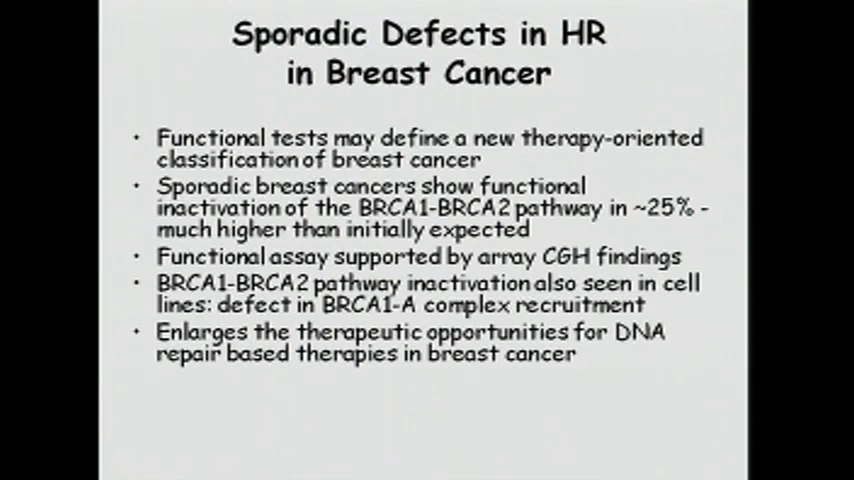 Sporadic Defects in HR
in Breast Cancer
• Functional tests may define a new therapy-oriented
classification of breast cancer
• Sporadic breast cancers show functional
inactivation of the BRCA1-BRCA2 pathway in ~25% -
much higher than initially expected
• Functional assay supported by array CGH findings
• BRCA1-BRCA2 pathway inactivation also seen in cell
lines: defect in BRCA1-A complex recruitment
• Enlarges the therapeutic opportunities for DNA
repair based therapies in breast cancer